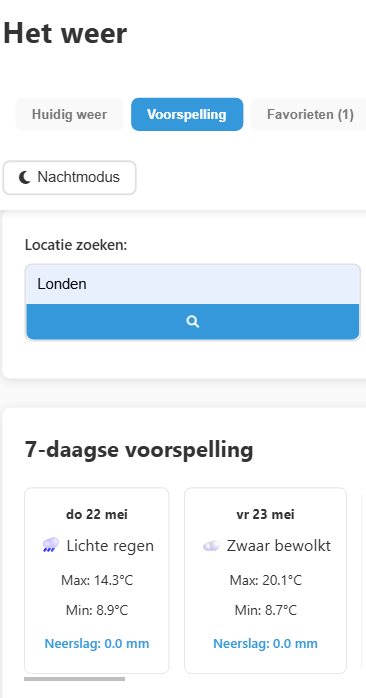 Het weer
Huidig weer Voorspelling Favorieten (1)
Nachtmodus
Locatie zoeken:
Londen
7-daagse voorspelling
do 22 mei
Lichte regen
Max: 14.3°C
Min: 8.9°C
Neerslag: 0.0 mm
vr 23 mei
Zwaar bewolkt
Max: 20.1°C
Min: 8.7°C
Neerslag: 0.0 mm